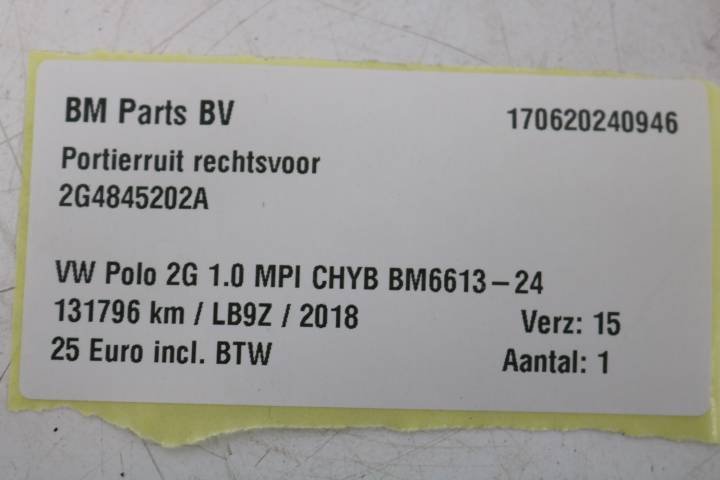 BM Parts BV 170620240946
Portierruit rechtsvoor
2G4845202A
VW Polo 2G 1.0 MPI CHYB BM6613-24
131796 km / LB9Z / 2018 Verz: 15
25 Euro incl. BTW Aantal: 1